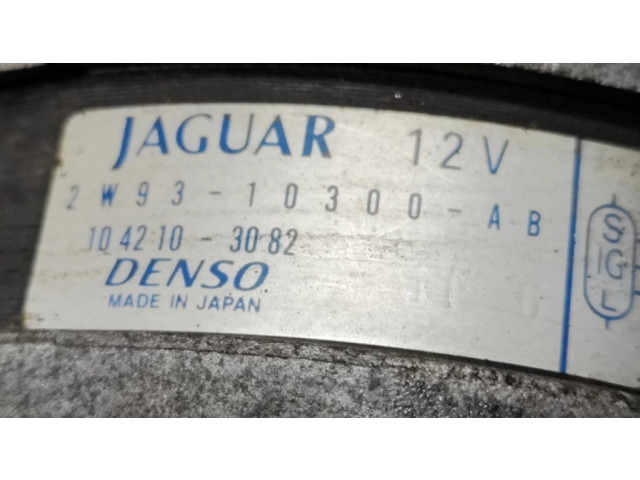 JAGUAR 12V
2W93-10300-AB
104210-3082
DENSO
MADE IN JAPAN
S
IG
L